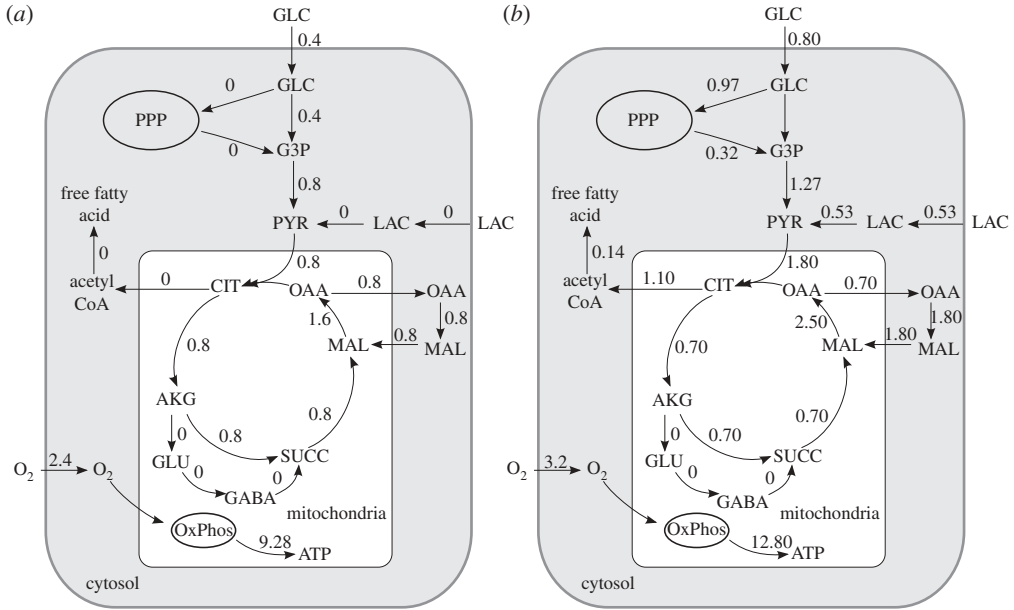 (a)
GLC
0.4
GLC
0
0.4
PPP
0
G3P
0.8
free fatty
acid
PYR
0
LAC
0
LAC
0
0.8
acetyl
CoA
0
CIT
OAA
0.8
OAA
1.6
0.8
0.8
MAL
0.8
MAL
AKG
0
0.8
0.8
GLU
0
SUCC
0
GABA
O2
2.4
O2
mitochondria
OxPhos
9.28
ATP
cytosol
(b)
GLC
0.80
GLC
0.97
PPP
0.32
G3P
1.27
free fatty
acid
PYR
0.53
LAC
0.53
LAC
0.14
1.80
acetyl
CoA
1.10
CIT
OAA
0.70
OAA
2.50
1.80
0.70
MAL
1.80
MAL
AKG
0
0.70
0.70
GLU
0
SUCC
0
GABA
O2
3.2
O2
mitochondria
OxPhos
12.80
ATP
cytosol